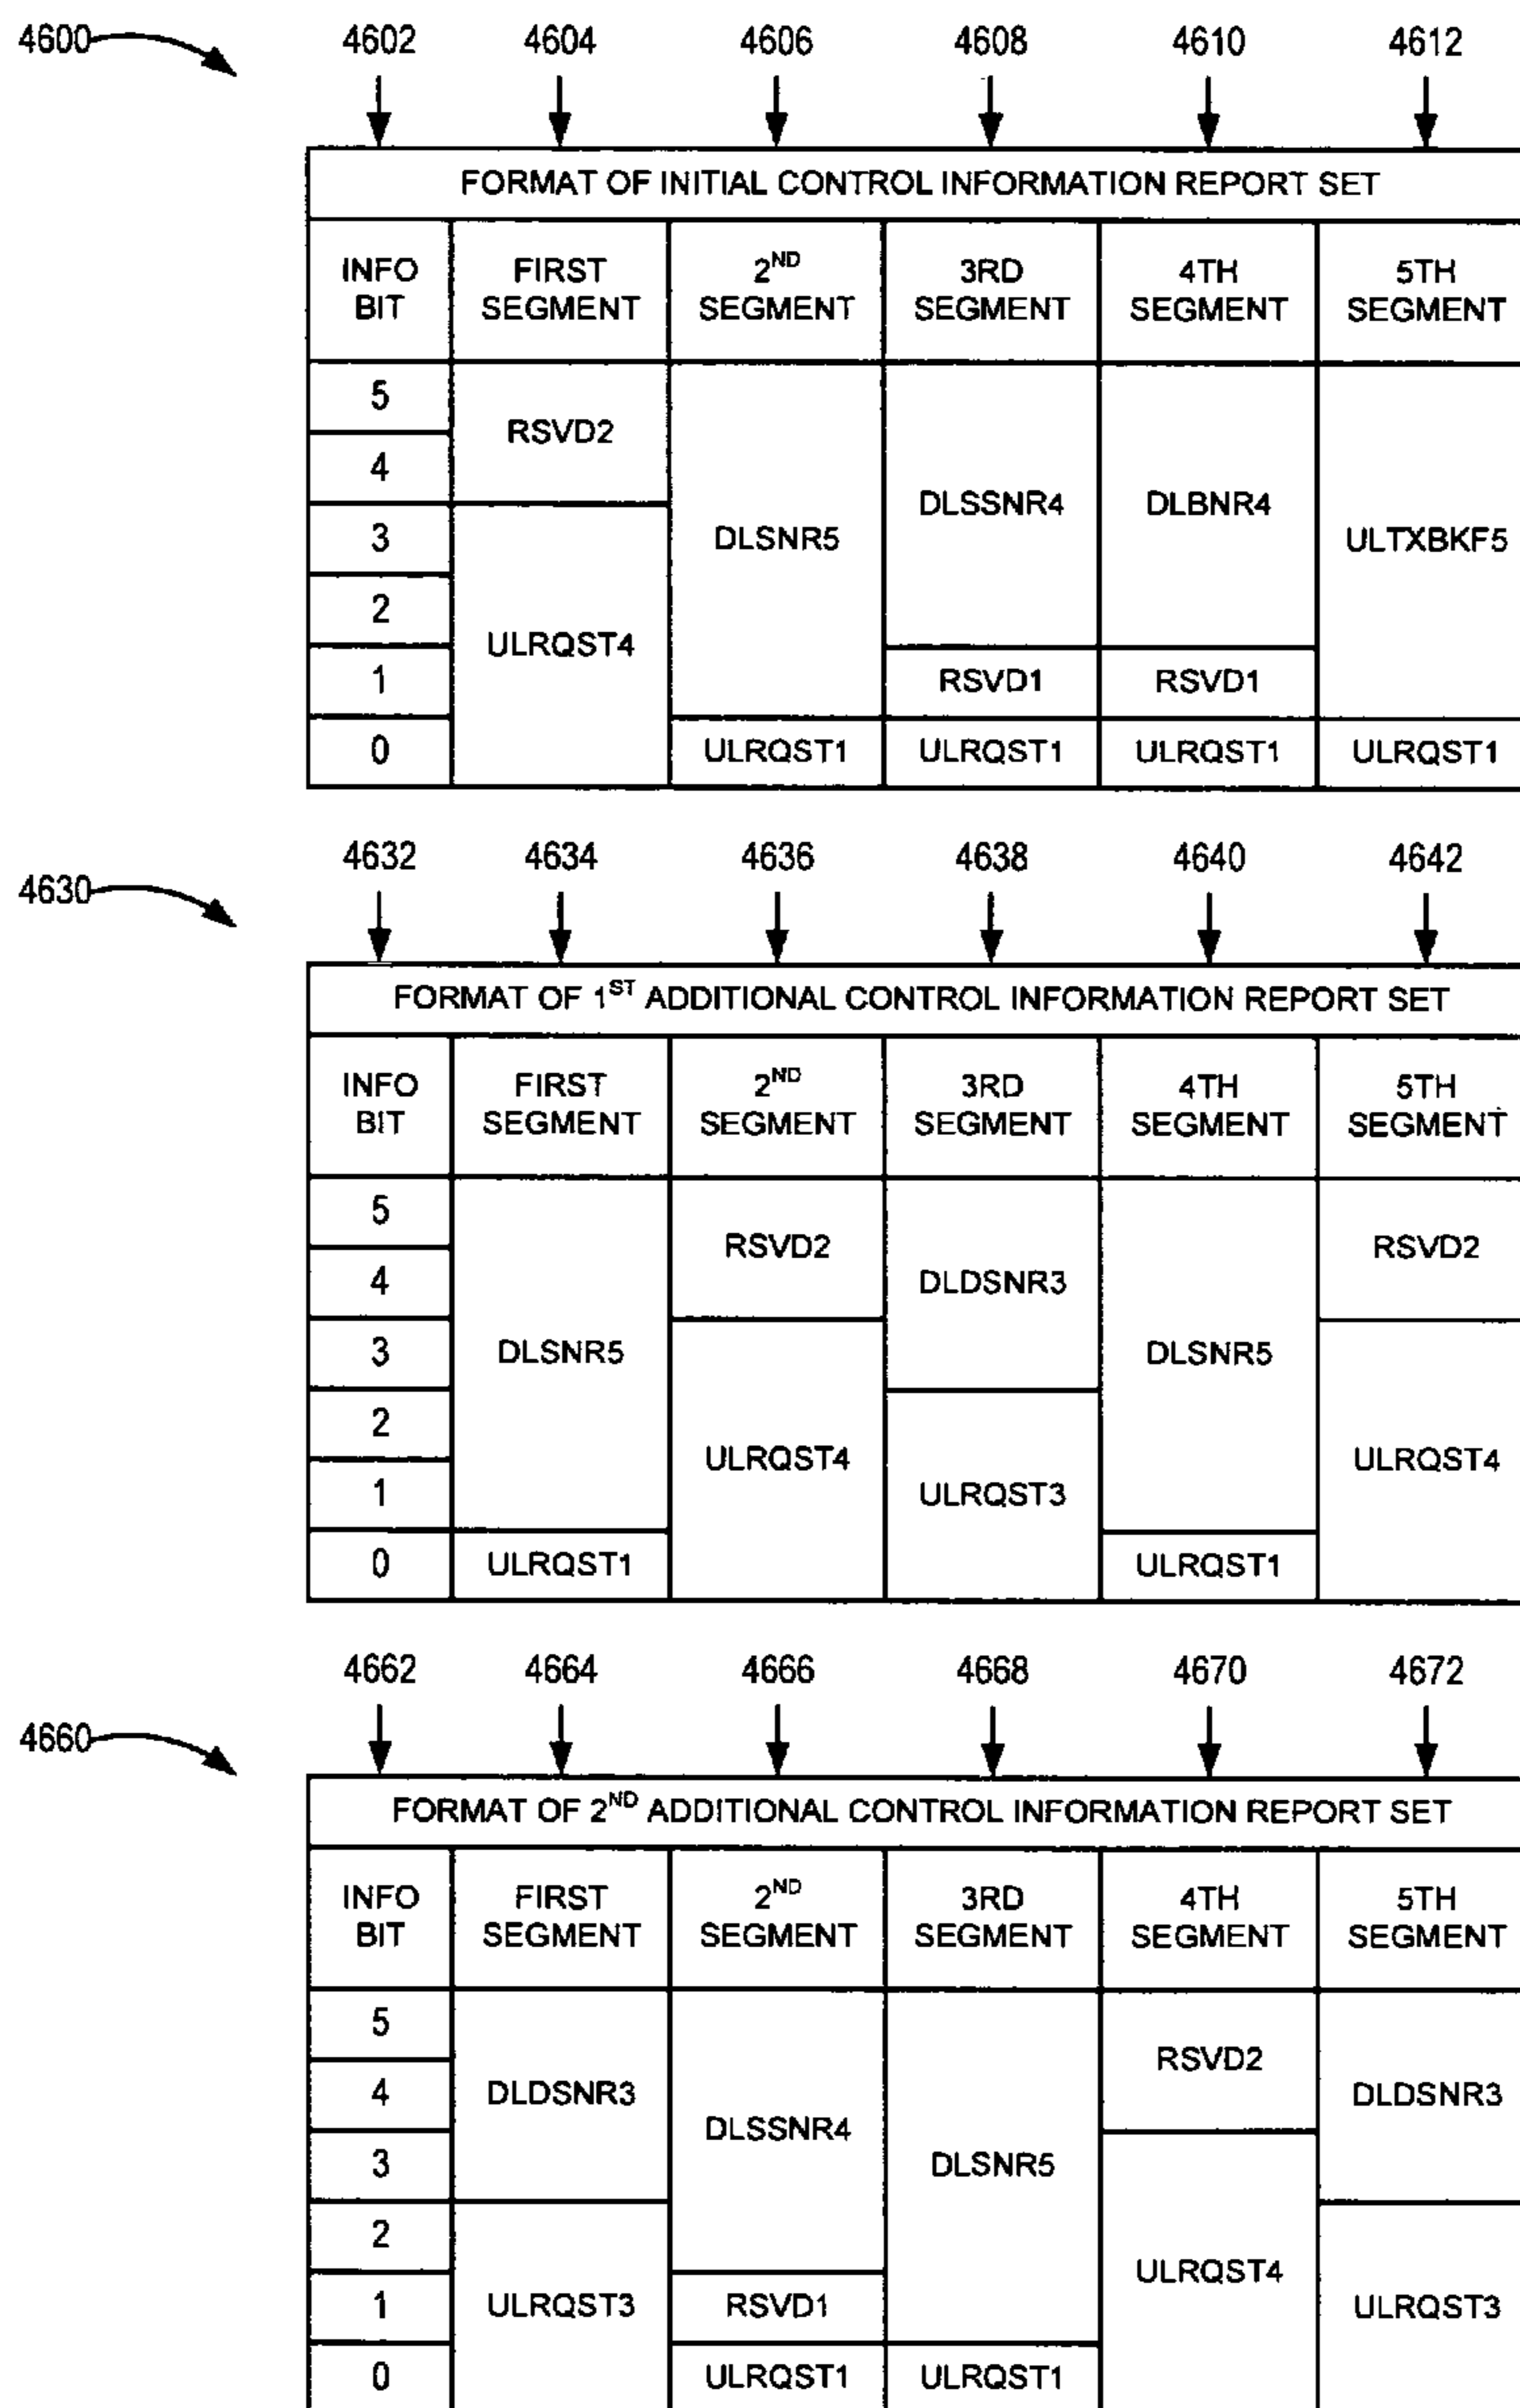 4600 4602 4604 4606 4608 4610 4612
FORMAT OF INITIAL CONTROL INFORMATION REPORT SET
INFO BIT FIRST SEGMENT 2ND SEGMENT 3RD SEGMENT 4TH SEGMENT 5TH SEGMENT
5
RSVD2
4
DLSSNR4 DLBNR4
3 DLSNR5 ULTXBKF5
2
ULRQST4
1 RSVD1 RSVD1
0 ULRQST1 ULRQST1 ULRQST1 ULRQST1
4632 4634 4636 4638 4640 4642
4630
FORMAT OF 1ST ADDITIONAL CONTROL INFORMATION REPORT SET
INFO BIT FIRST SEGMENT 2ND SEGMENT 3RD SEGMENT 4TH SEGMENT 5TH SEGMENT
5
RSVD2 RSVD2
4 DLDSNR3
3 DLSNR5 DLSNR5
2
ULRQST4 ULRQST4
1 ULRQST3
0 ULRQST1 ULRQST1
4662 4664 4666 4668 4670 4672
4660
FORMAT OF 2ND ADDITIONAL CONTROL INFORMATION REPORT SET
INFO BIT FIRST SEGMENT 2ND SEGMENT 3RD SEGMENT 4TH SEGMENT 5TH SEGMENT
5
RSVD2
4 DLDSNR3 DLDSNR3
DLSSNR4
3 DLSNR5
2
ULRQST4
1 ULRQST3 RSVD1 ULRQST3
0 ULRQST1 ULRQST1